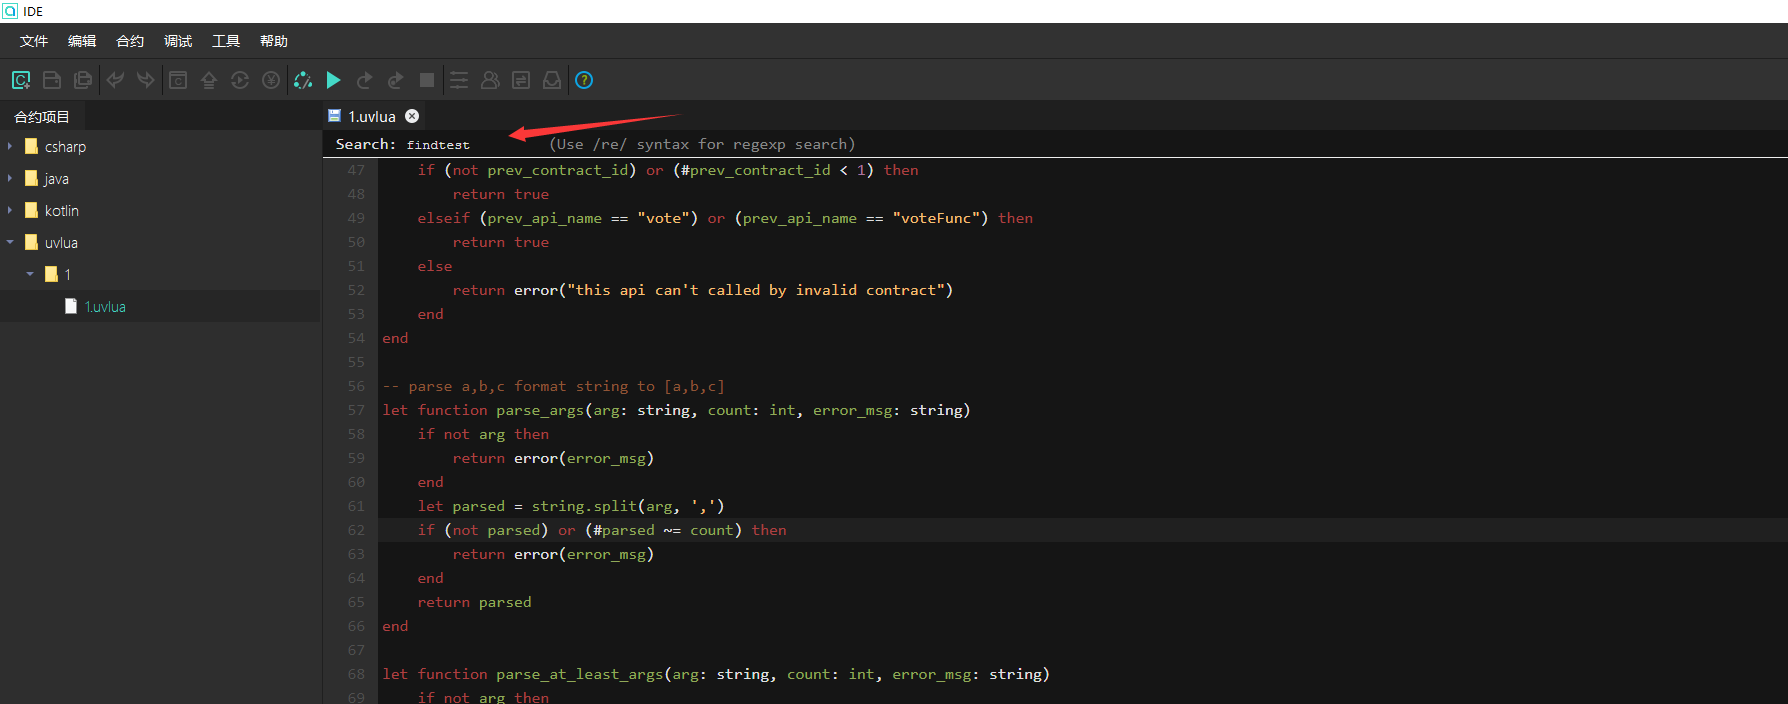 IDE
文件 编辑 合约 调试 工具 帮助
合约项目
csharp
java
kotlin
uvlua
1
1.uvlua
1.uvlua
Search: findtest (Use /re/ syntax for regexp search)
47 if (not prev_contract_id) or (#prev_contract_id < 1) then
48 return true
49 elseif (prev_api_name == "vote") or (prev_api_name == "voteFunc") then
50 return true
51 else
52 return error("this api can't called by invalid contract")
53 end
54 end
55
56 -- parse a,b,c format string to [a,b,c]
57 let function parse_args(arg: string, count: int, error_msg: string)
58 if not arg then
59 return error(error_msg)
60 end
61 let parsed = string.split(arg, ',')
62 if (not parsed) or (#parsed ~= count) then
63 return error(error_msg)
64 end
65 return parsed
66 end
67
68 let function parse_at_least_args(arg: string, count: int, error_msg: string)
69 if not arg then